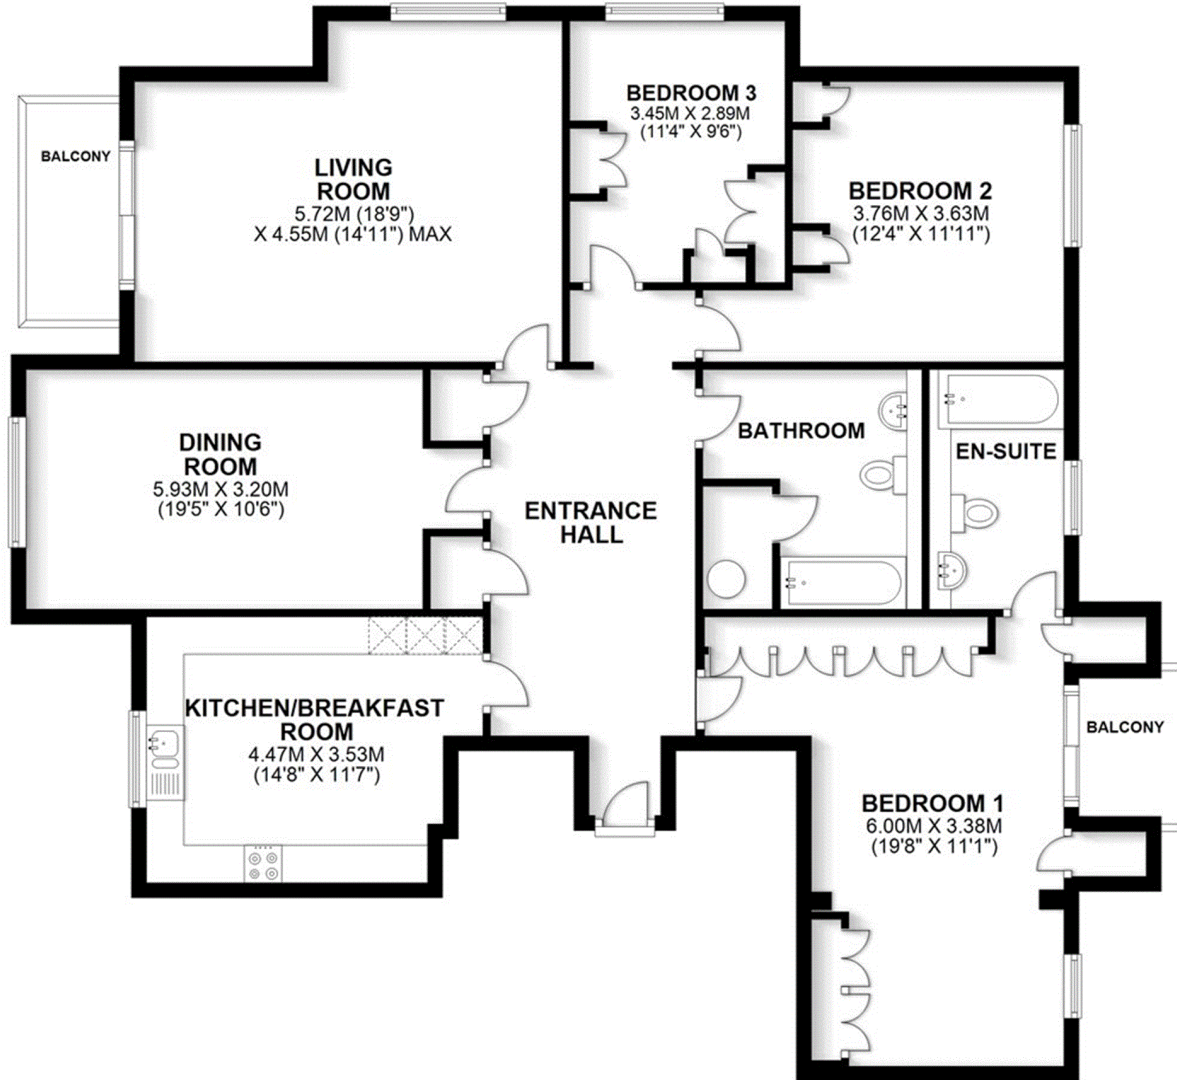 BALCONY
LIVING
ROOM
5.72M (18'9")
X 4.55M (14'11") MAX
BEDROOM 3
3.45M X 2.89M
(11'4" X 9'6")
BEDROOM 2
3.76M X 3.63M
(12'4" X 11'11")
DINING
ROOM
5.93M X 3.20M
(19'5" X 10'6")
ENTRANCE
HALL
BATHROOM
EN-SUITE
KITCHEN/BREAKFAST
ROOM
4.47M X 3.53M
(14'8" X 11'7")
BEDROOM 1
6.00M X 3.38M
(19'8" X 11'1")
BALCONY